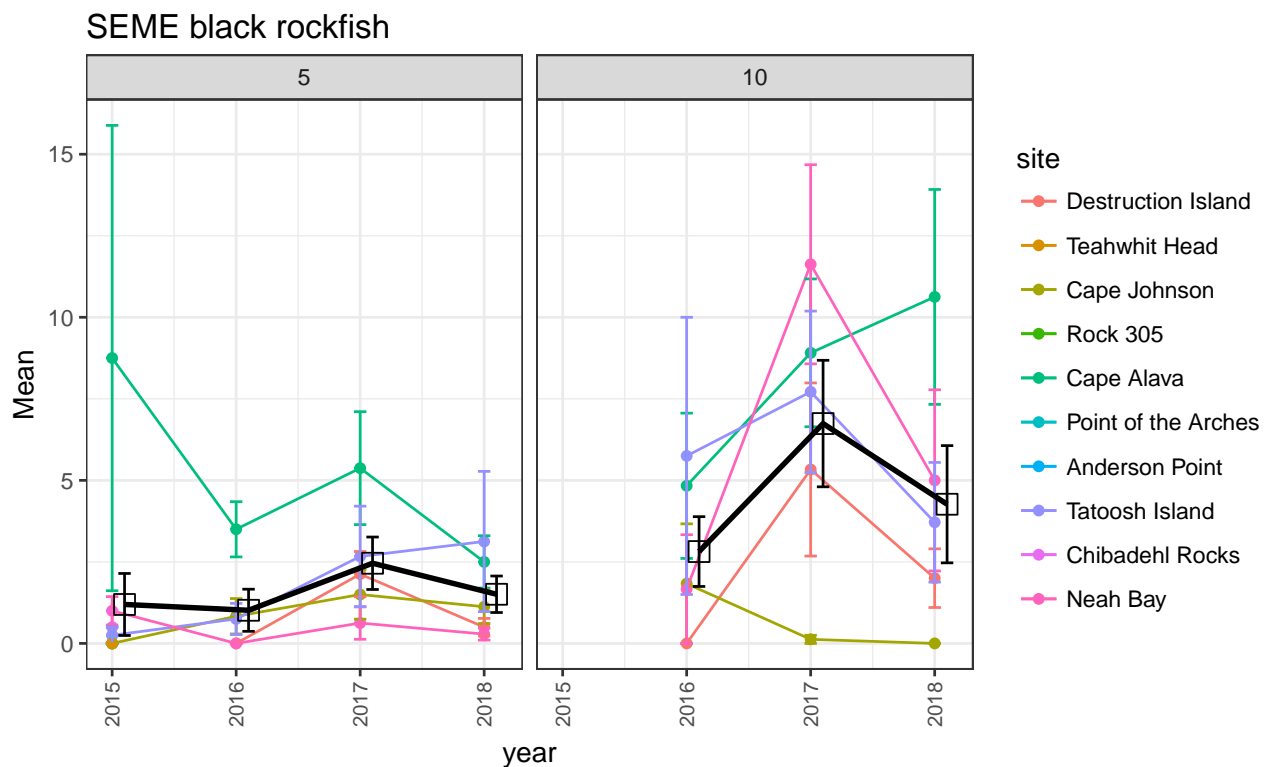 SEME black rockfish
5
10
Mean
15
10
5
0
2015
2016
2017
2018
2015
2016
2017
2018
year
site
Destruction Island
Teahwhit Head
Cape Johnson
Rock 305
Cape Alava
Point of the Arches
Anderson Point
Tatoosh Island
Chibadehl Rocks
Neah Bay